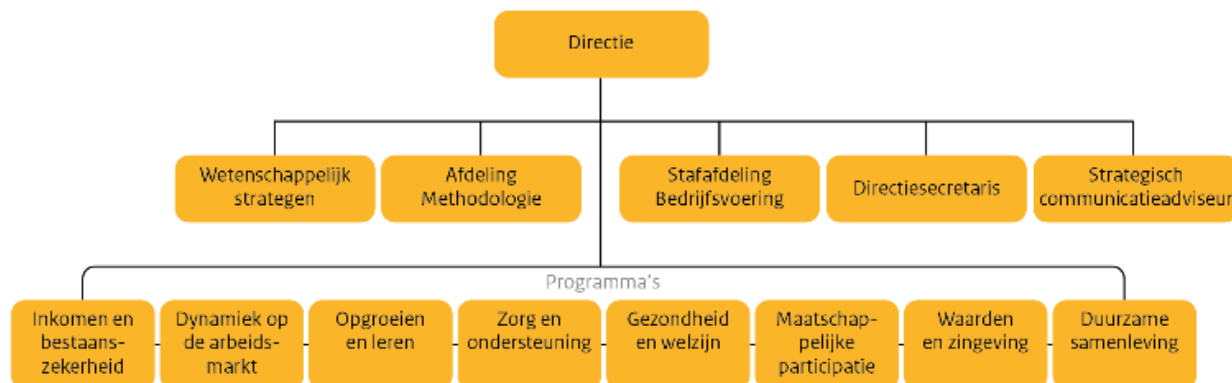 Directie
Wetenschappelijk
strategen
Afdeling
Methodologie
Stafafdeling
Bedrijfsvoering
Directiesecretaris
Strategisch
communicatieadviseur
Programma's
Inkomen en
bestaans-
zekerheid
Dynamiek op
de arbeids-
markt
Opgroeien
en leren
Zorg en
ondersteuning
Gezondheid
en welzijn
Maatschap-
pelijke
participatie
Waarden
en zingeving
Duurzame
samenleving